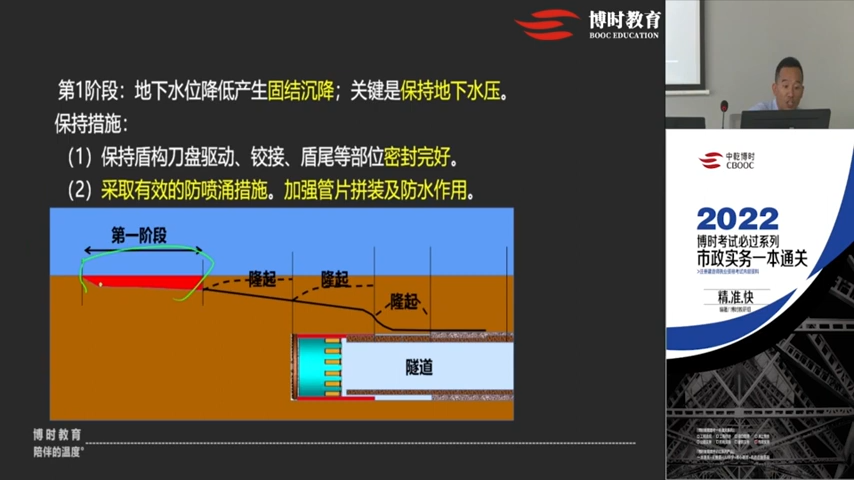 博时教育
BOOC EDUCATION
第1阶段：地下水位降低产生固结沉降；关键是保持地下水压。
保持措施：
（1）保持盾构刀盘驱动、铰接、盾尾等部位密封完好。
（2）采取有效的防喷涌措施。加强管片拼装及防水作用。
第一阶段
隆起
隆起
隆起
隧道
博时教育
陪伴的温度
中乾博时
CBOOC
2022
博时考试必过系列
市政实务一本通关
精,准,快